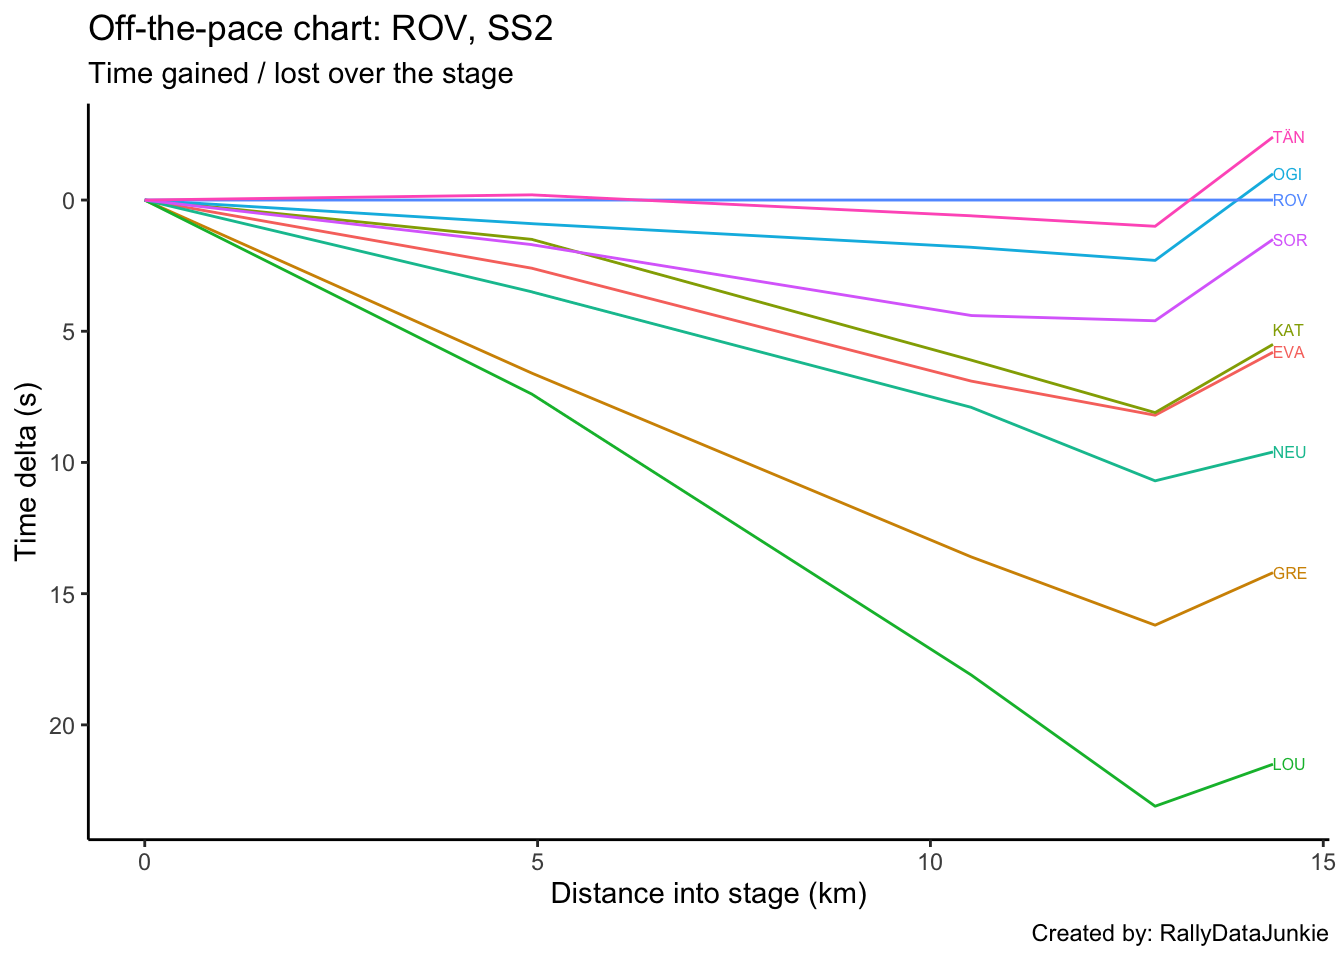 Off-the-pace chart: ROV, SS2
Time gained / lost over the stage
TÄN
OGI
0
ROV
SOR
KAT
5
EVA
NEU
10
GRE
15
20
LOU
Time delta (s)
0 5 10 15
Distance into stage (km)
Created by: RallyDataJunkie